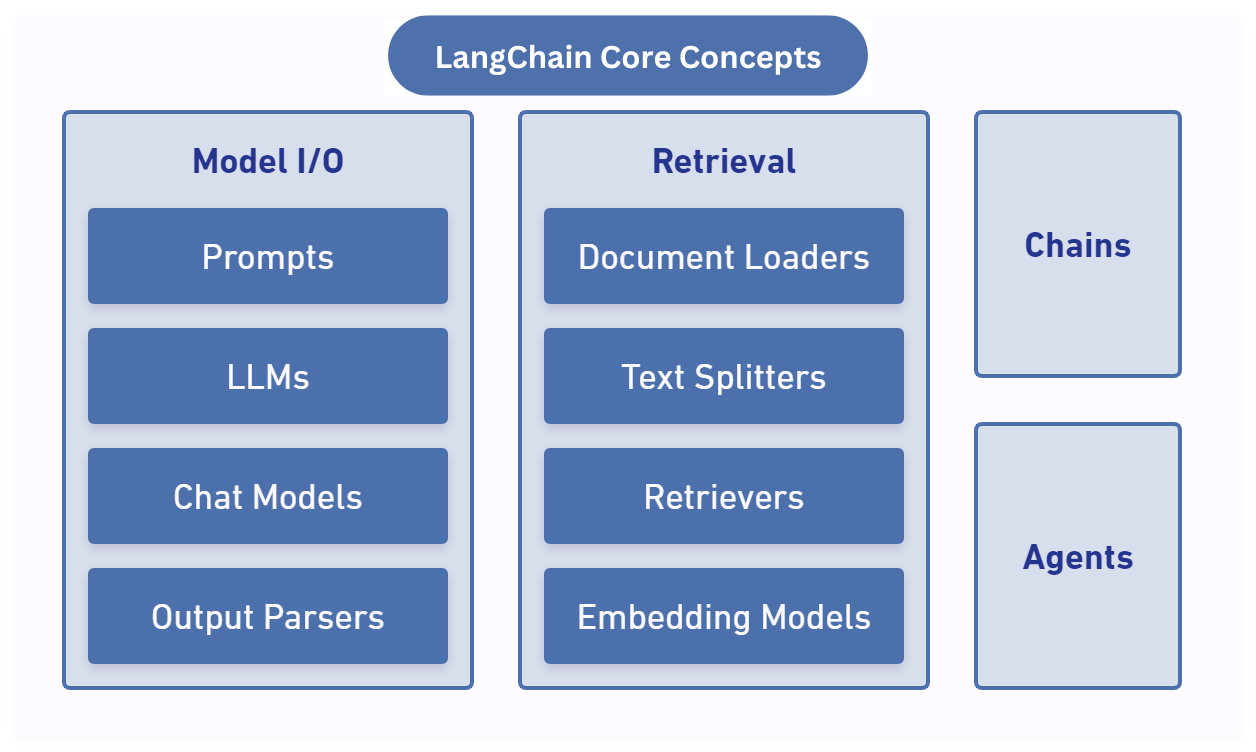 LangChain Core Concepts
Model I/O
Prompts
LLMs
Chat Models
Output Parsers
Retrieval
Document Loaders
Text Splitters
Retrievers
Embedding Models
Chains
Agents